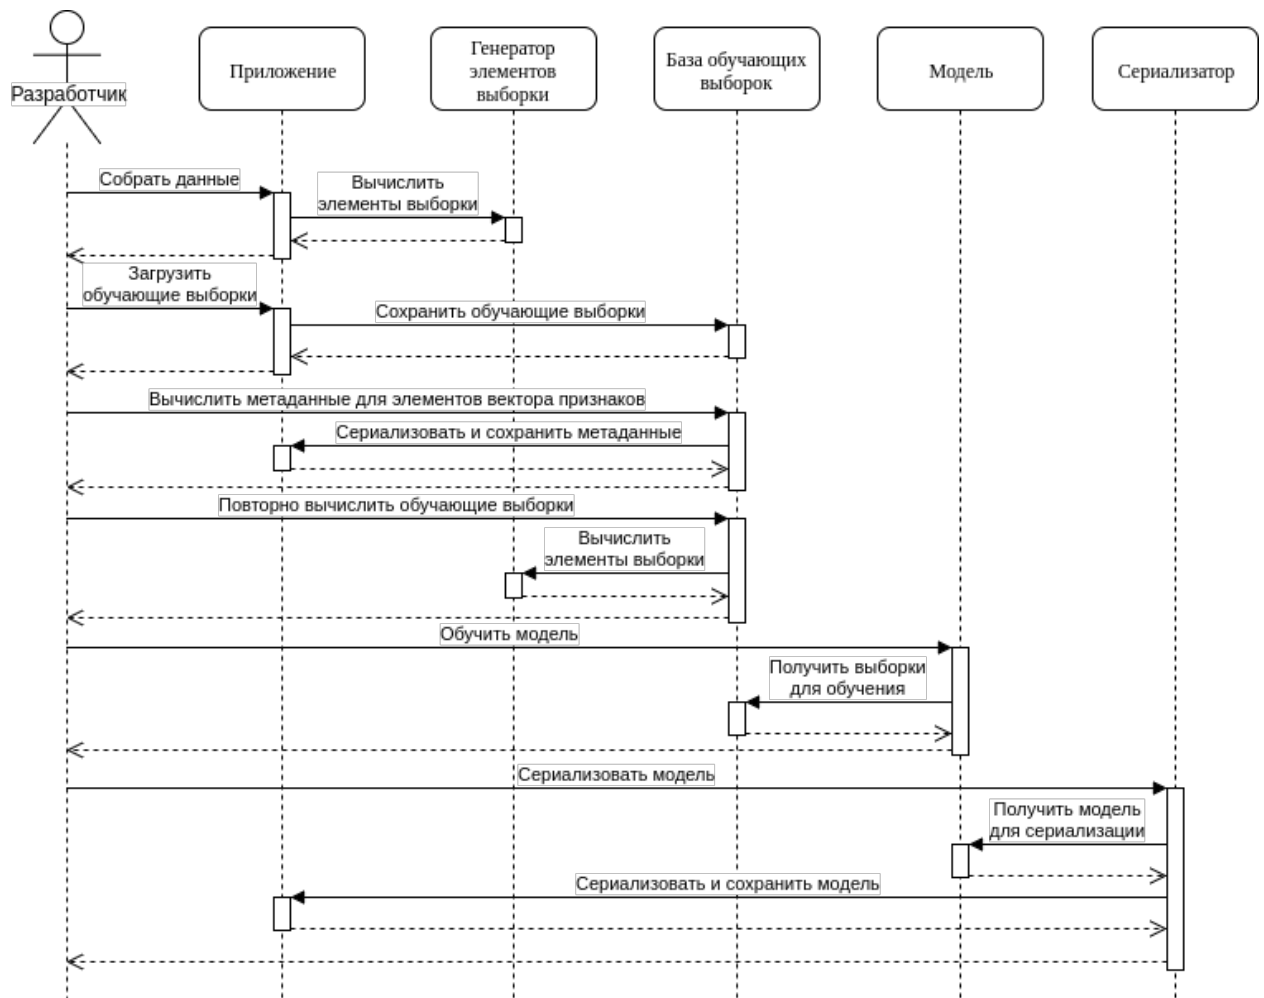 Разработчик
Приложение
Генератор
элементов
выборки
База обучающих
выборок
Модель
Сериализатор
Собрать данные
Вычислить
элементы выборки
Загрузить
обучающие выборки
Сохранить обучающие выборки
Вычислить метаданные для элементов вектора признаков
Сериализовать и сохранить метаданные
Повторно вычислить обучающие выборки
Вычислить
элементы выборки
Обучить модель
Получить выборки
для обучения
Сериализовать модель
Получить модель
для сериализации
Сериализовать и сохранить модель